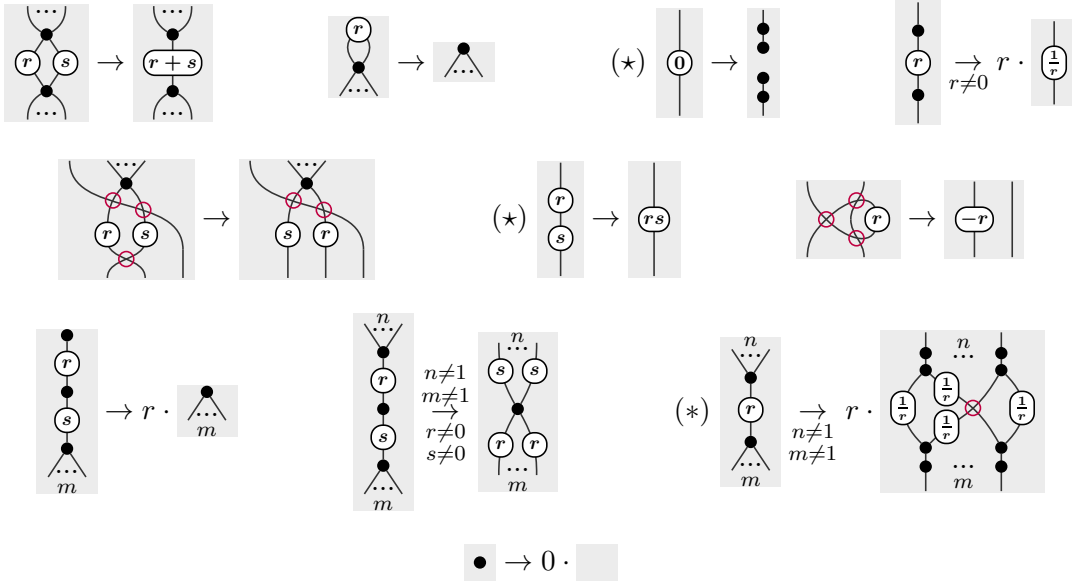 ... ... ... (⋆) 0 → r → r≠0 r · 1/r
r s → r + s r → ...
... ... ...
... ... (⋆) r → rs r → −r
r s → s r s
r n n n n
r ... ... ... ...
s → r · ... n≠1 s s (∗) r → r · 1/r 1/r 1/r 1/r
... m r m≠1 → n≠1
m s r≠0 r r ... m≠1 ...
... s≠0 ... m m
m m
→ 0 ·